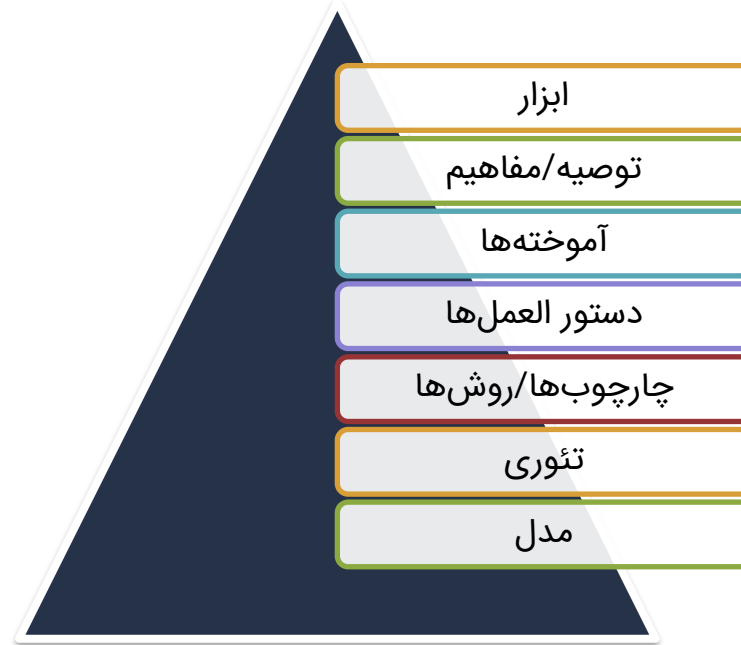 ابزار
توصیه/مفاهیم
آموخته‌ها
دستور العمل‌ها
چارچوب‌ها/روش‌ها
تئوری
مدل